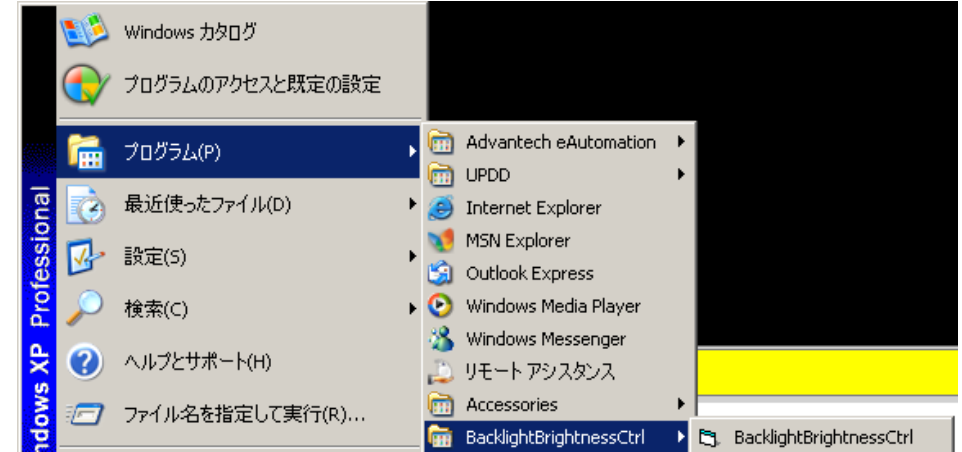 Windows カタログ
プログラムのアクセスと既定の設定
プログラム(P)
最近使ったファイル(D)
設定(S)
検索(C)
ヘルプとサポート(H)
ファイル名を指定して実行(R)...
ndows XP Professional
Advantech eAutomation
UPDD
Internet Explorer
MSN Explorer
Outlook Express
Windows Media Player
Windows Messenger
リモート アシスタンス
Accessories
BacklightBrightnessCtrl
BacklightBrightnessCtrl